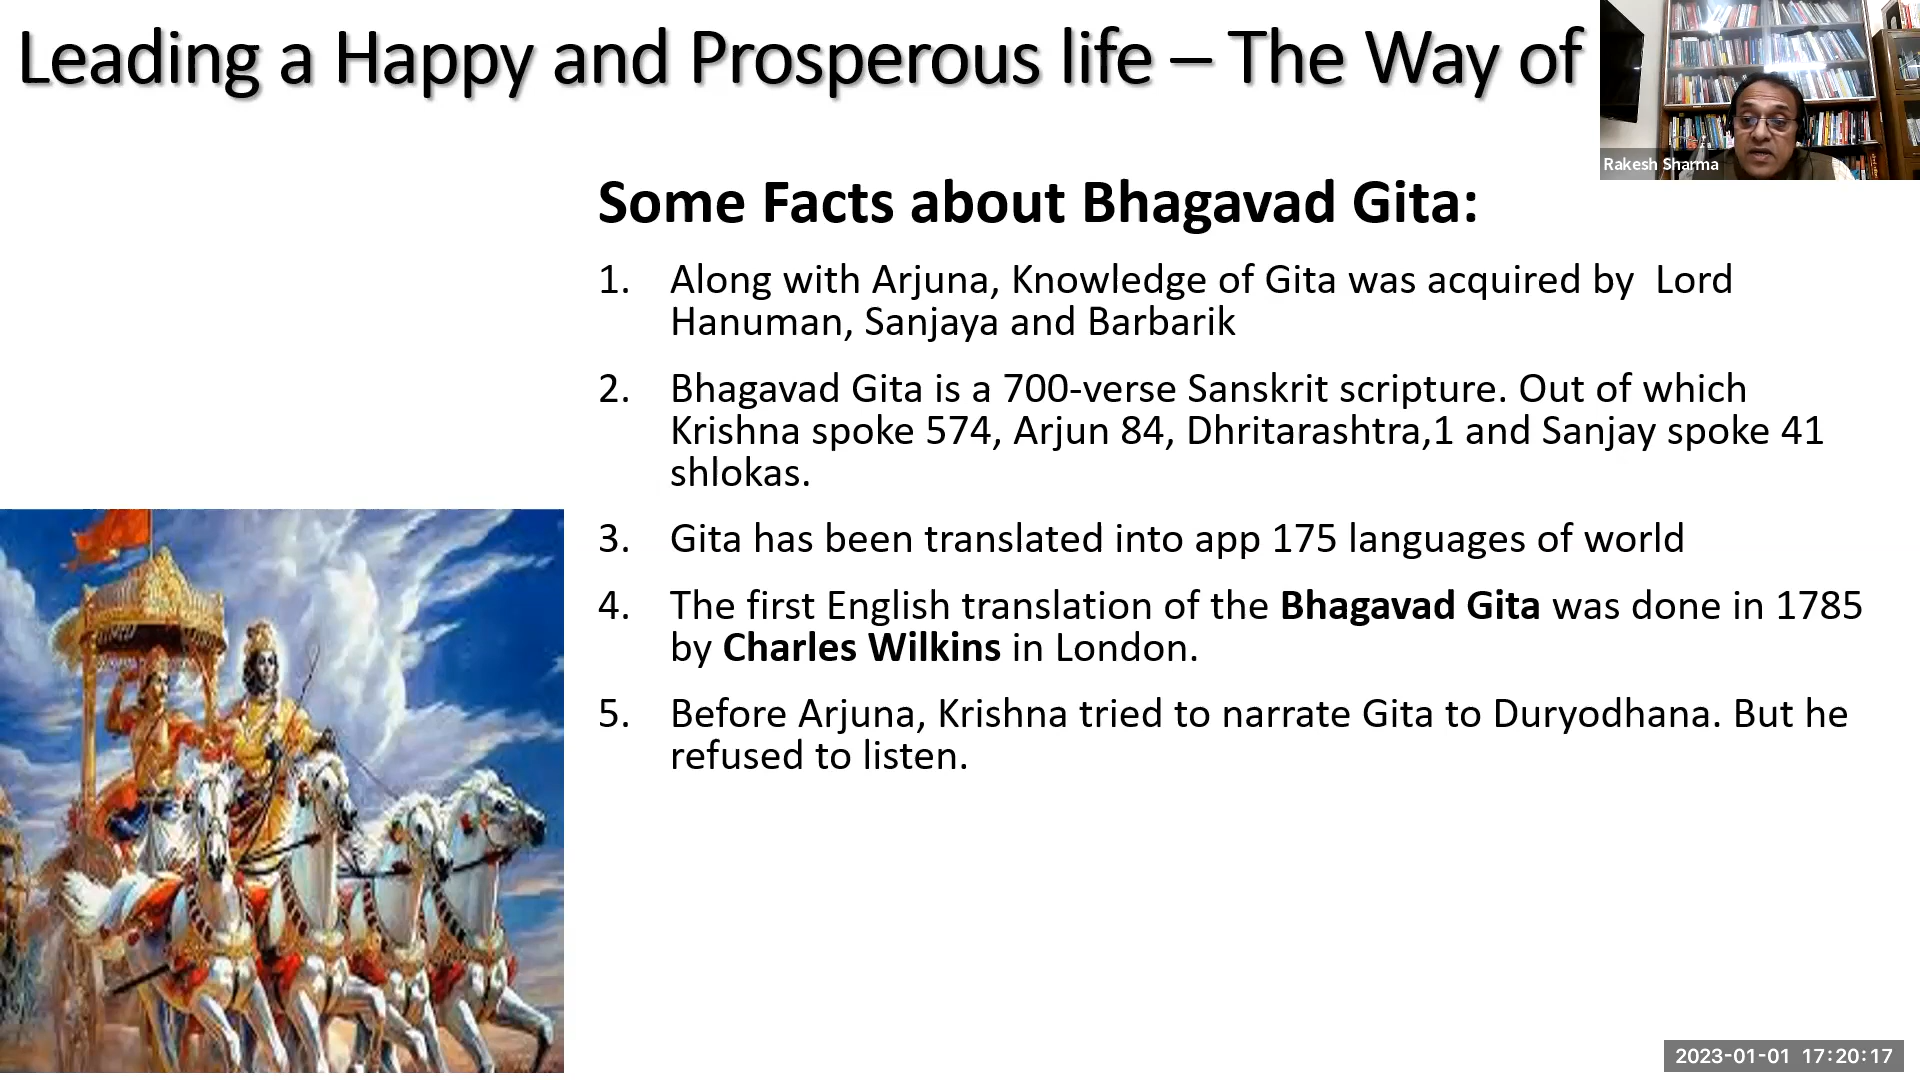 Leading a Happy and Prosperous life – The Way of
Rakesh Sharma
Some Facts about Bhagavad Gita:
1. Along with Arjuna, Knowledge of Gita was acquired by  Lord
Hanuman, Sanjaya and Barbarik
2. Bhagavad Gita is a 700-verse Sanskrit scripture. Out of which
Krishna spoke 574, Arjun 84, Dhritarashtra,1 and Sanjay spoke 41
shlokas.
3. Gita has been translated into app 175 languages of world
4. The first English translation of the Bhagavad Gita was done in 1785
by Charles Wilkins in London.
5. Before Arjuna, Krishna tried to narrate Gita to Duryodhana. But he
refused to listen.
2023-01-01 17:20:17